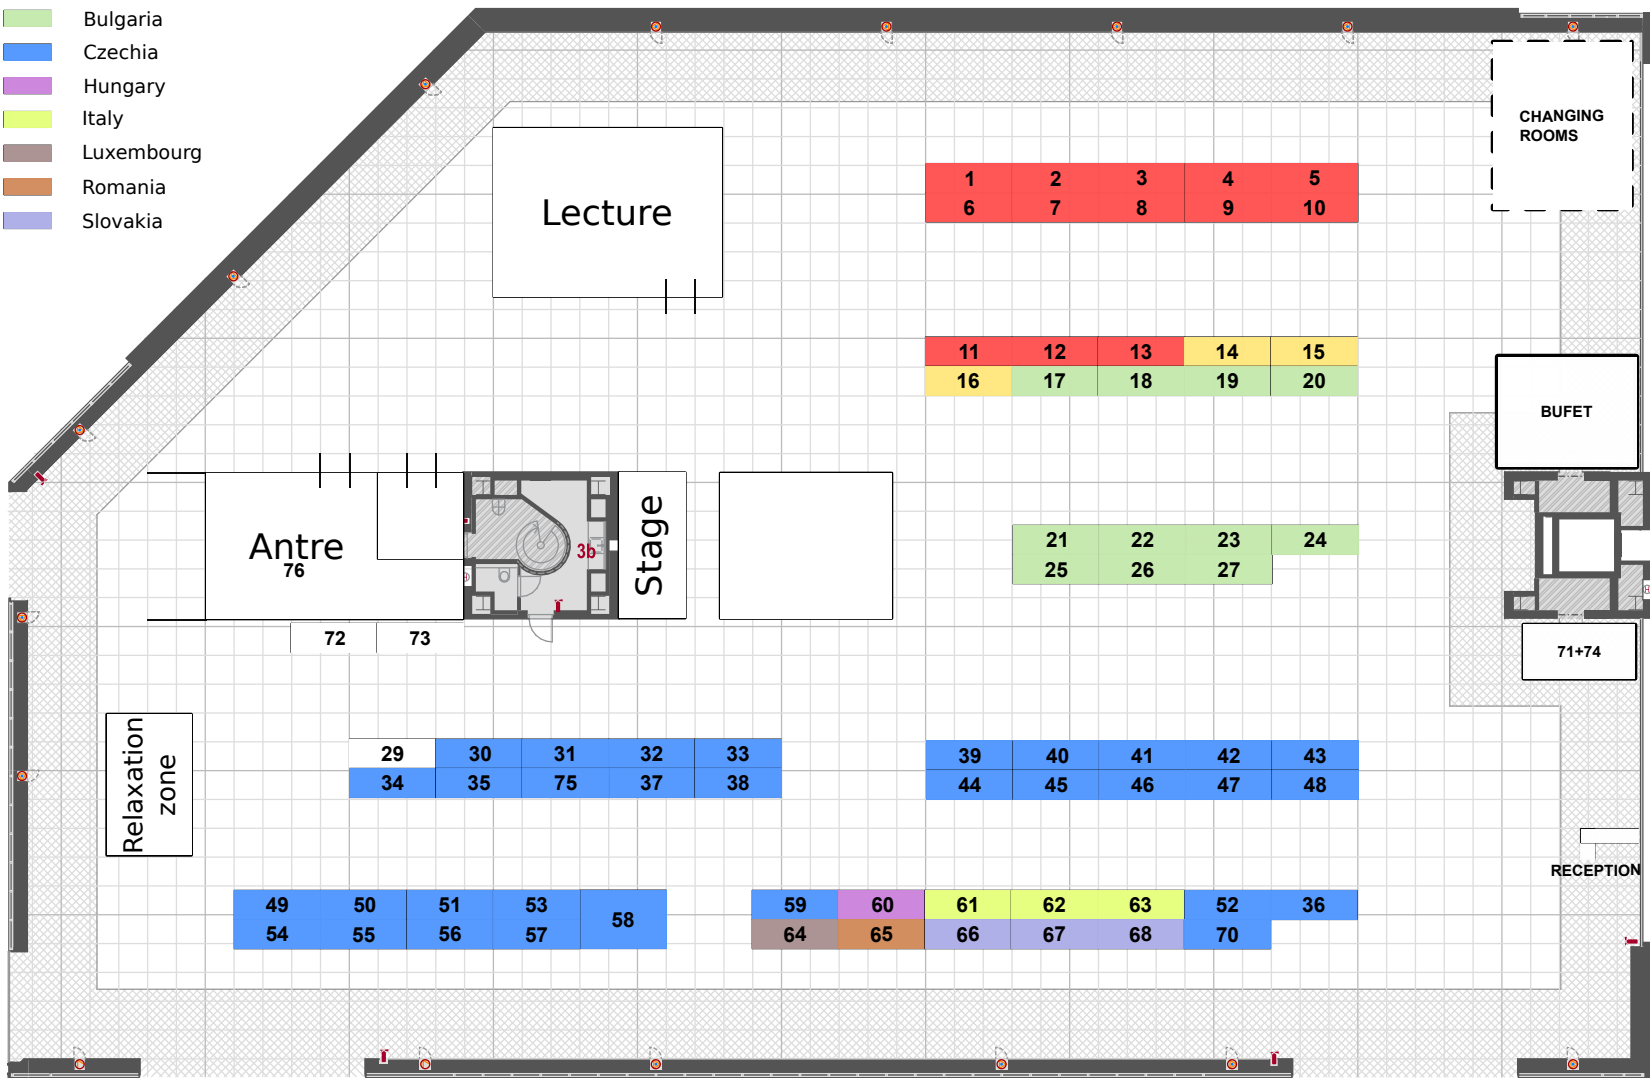 Bulgaria
Czechia
Hungary
Italy
Luxembourg
Romania
Slovakia
CHANGING
ROOMS
Lecture
1 2 3 4 5
6 7 8 9 10
11 12 13 14 15
16 17 18 19 20
BUFET
Antre
76
3b
Stage
21 22 23 24
25 26 27
72 73
71+74
Relaxation
zone
29 30 31 32 33
34 35 75 37 38
39 40 41 42 43
44 45 46 47 48
RECEPTION
49 50 51 53 58
54 55 56 57
59 60 61 62 63 52 36
64 65 66 67 68 70